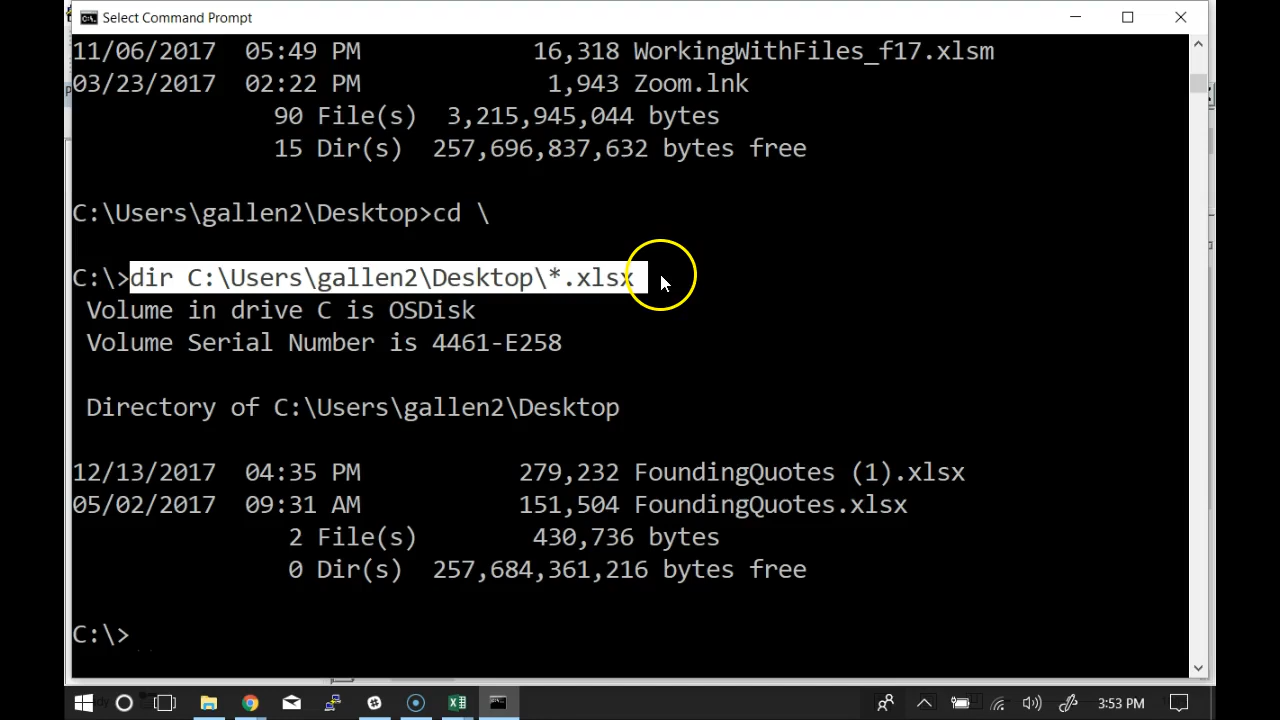 Select Command Prompt
11/06/2017  05:49 PM            16,318 WorkingWithFiles_f17.xlsm
03/23/2017  02:22 PM             1,943 Zoom.lnk
              90 File(s)  3,215,945,044 bytes
              15 Dir(s)  257,696,837,632 bytes free
C:\Users\gallen2\Desktop>cd \
C:\>dir C:\Users\gallen2\Desktop\*.xlsx
 Volume in drive C is OSDisk
 Volume Serial Number is 4461-E258
 Directory of C:\Users\gallen2\Desktop
12/13/2017  04:35 PM           279,232 FoundingQuotes (1).xlsx
05/02/2017  09:31 AM           151,504 FoundingQuotes.xlsx
               2 File(s)        430,736 bytes
               0 Dir(s)  257,684,361,216 bytes free
C:\>
3:53 PM